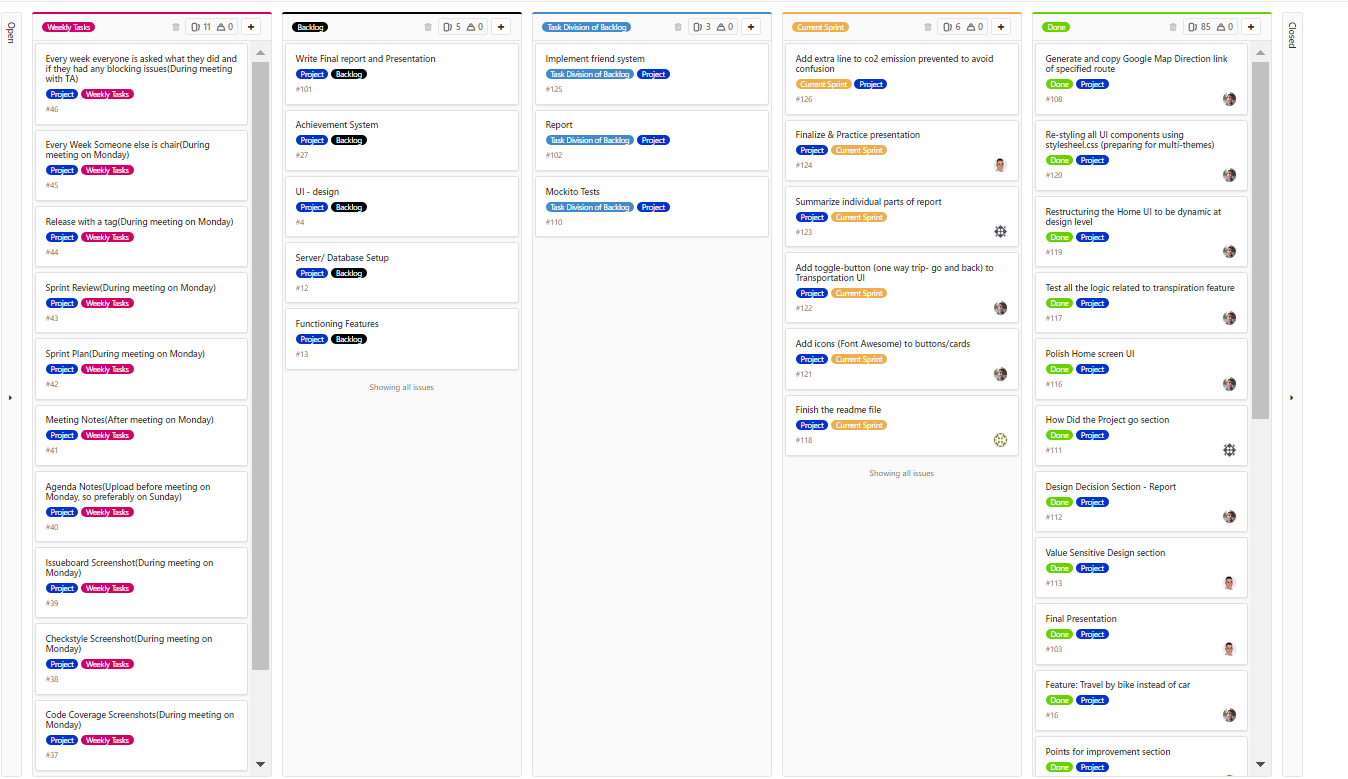 Open
Weekly Tasks 11 0 +
Every week everyone is asked what they did and
if they had any blocking issues(During meeting
with TA)
Project Weekly Tasks
#46
Every Week Someone else is chair(During
meeting on Monday)
Project Weekly Tasks
#45
Release with a tag(During meeting on Monday)
Project Weekly Tasks
#44
Sprint Review(During meeting on Monday)
Project Weekly Tasks
#43
Sprint Plan(During meeting on Monday)
Project Weekly Tasks
#42
Meeting Notes(After meeting on Monday)
Project Weekly Tasks
#41
Agenda Notes(Upload before meeting on
Monday, so preferably on Sunday)
Project Weekly Tasks
#40
Issueboard Screenshot(During meeting on
Monday)
Project Weekly Tasks
#39
Checkstyle Screenshot(During meeting on
Monday)
Project Weekly Tasks
#38
Code Coverage Screenshots(During meeting on
Monday)
Project Weekly Tasks
#37
Backlog 5 0 +
Write Final report and Presentation
Project Backlog
#101
Achievement System
Project Backlog
#27
UI - design
Project Backlog
#4
Server/ Database Setup
Project Backlog
#12
Functioning Features
Project Backlog
#13
Showing all issues
Task Division of Backlog 3 0 +
Implement friend system
Task Division of Backlog Project
#125
Report
Task Division of Backlog Project
#102
Mockito Tests
Task Division of Backlog Project
#110
Current Sprint 6 0 +
Add extra line to co2 emission prevented to avoid
confusion
Current Sprint Project
#126
Finalize & Practice presentation
Project Current Sprint
#124
Summarize individual parts of report
Project Current Sprint
#123
Add toggle-button (one way trip- go and back) to
Transportation UI
Project Current Sprint
#122
Add icons (Font Awesome) to buttons/cards
Project Current Sprint
#121
Finish the readme file
Project Current Sprint
#118
Showing all issues
Done 85 0 +
Generate and copy Google Map Direction link
of specified route
Done Project
#108
Re-styling all UI components using
stylesheel.css (preparing for multi-themes)
Done Project
#120
Restructuring the Home UI to be dynamic at
design level
Done Project
#119
Test all the logic related to transpiration feature
Done Project
#117
Polish Home screen UI
Done Project
#116
How Did the Project go section
Done Project
#111
Design Decision Section - Report
Done Project
#112
Value Sensitive Design section
Done Project
#113
Final Presentation
Done Project
#103
Feature: Travel by bike instead of car
Done Project
#16
Points for improvement section
Done Project
Closed